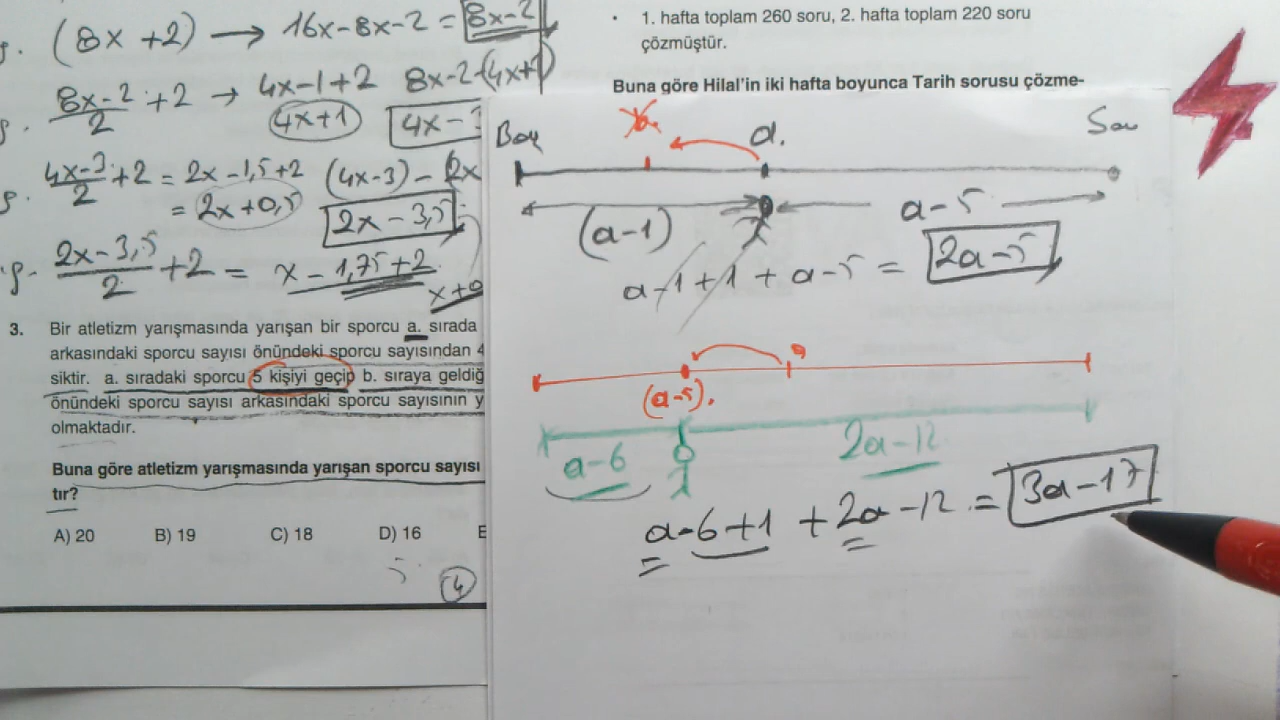 (8x +2) → 16x-8x-2 = 8x-2
8x-2/2 +2 → 4x-1+2 8x-2-(4x+1)
4x+1 4x-3
4x-3/2 +2 = 2x-1,5+2 (4x-3) - (2x
= 2x+0,5 2x-3,5
2x-3,5/2 +2 = x-1,75+2
x+0
3. Bir atletizm yarışmasında yarışan bir sporcu a. sırada
arkasındaki sporcu sayısı önündeki sporcu sayısından 4
siktir. a. sıradaki sporcu 5 kişiyi geçip b. sıraya geldiğ
önündeki sporcu sayısı arkasındaki sporcu sayısının y
olmaktadır.
Buna göre atletizm yarışmasında yarışan sporcu sayısı
tır?
A) 20 B) 19 C) 18 D) 16 E
5 4
• 1. hafta toplam 260 soru, 2. hafta toplam 220 soru
çözmüştür.
Buna göre Hilal'in iki hafta boyunca Tarih sorusu çözme-
a. Son
(a-1) a-5
a-1+1+a-5 = 2a-5
(a-5).
a-6 2a-12
a-6+1 +2a-12 = 3a-17